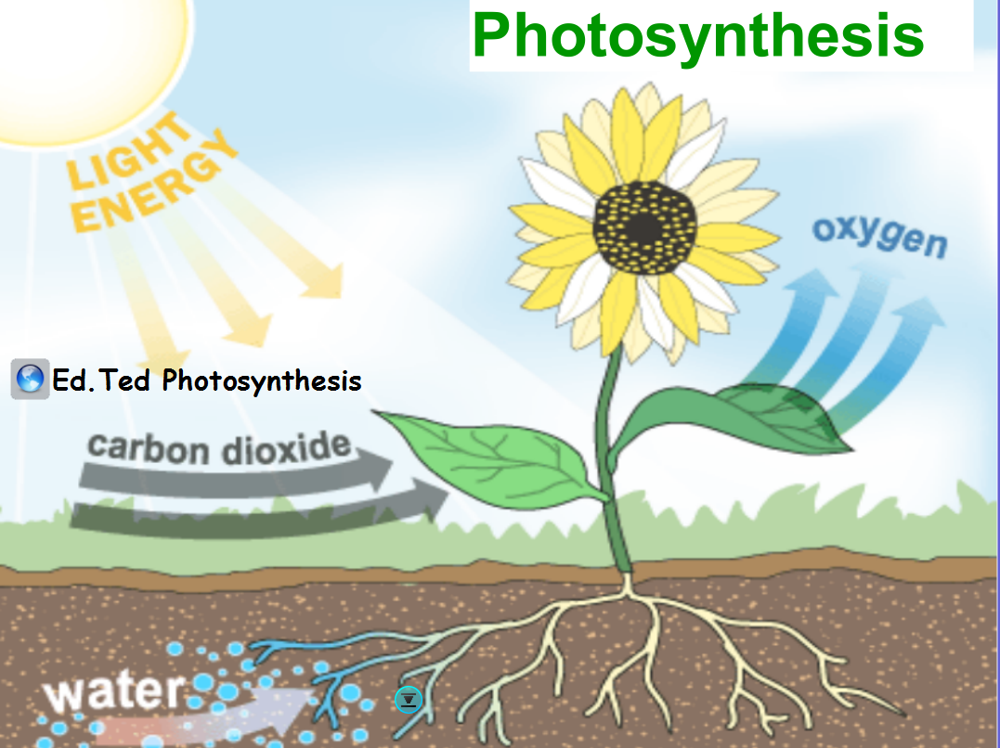 Photosynthesis
LIGHT
ENERGY
oxygen
Ed.Ted Photosynthesis
carbon dioxide
water